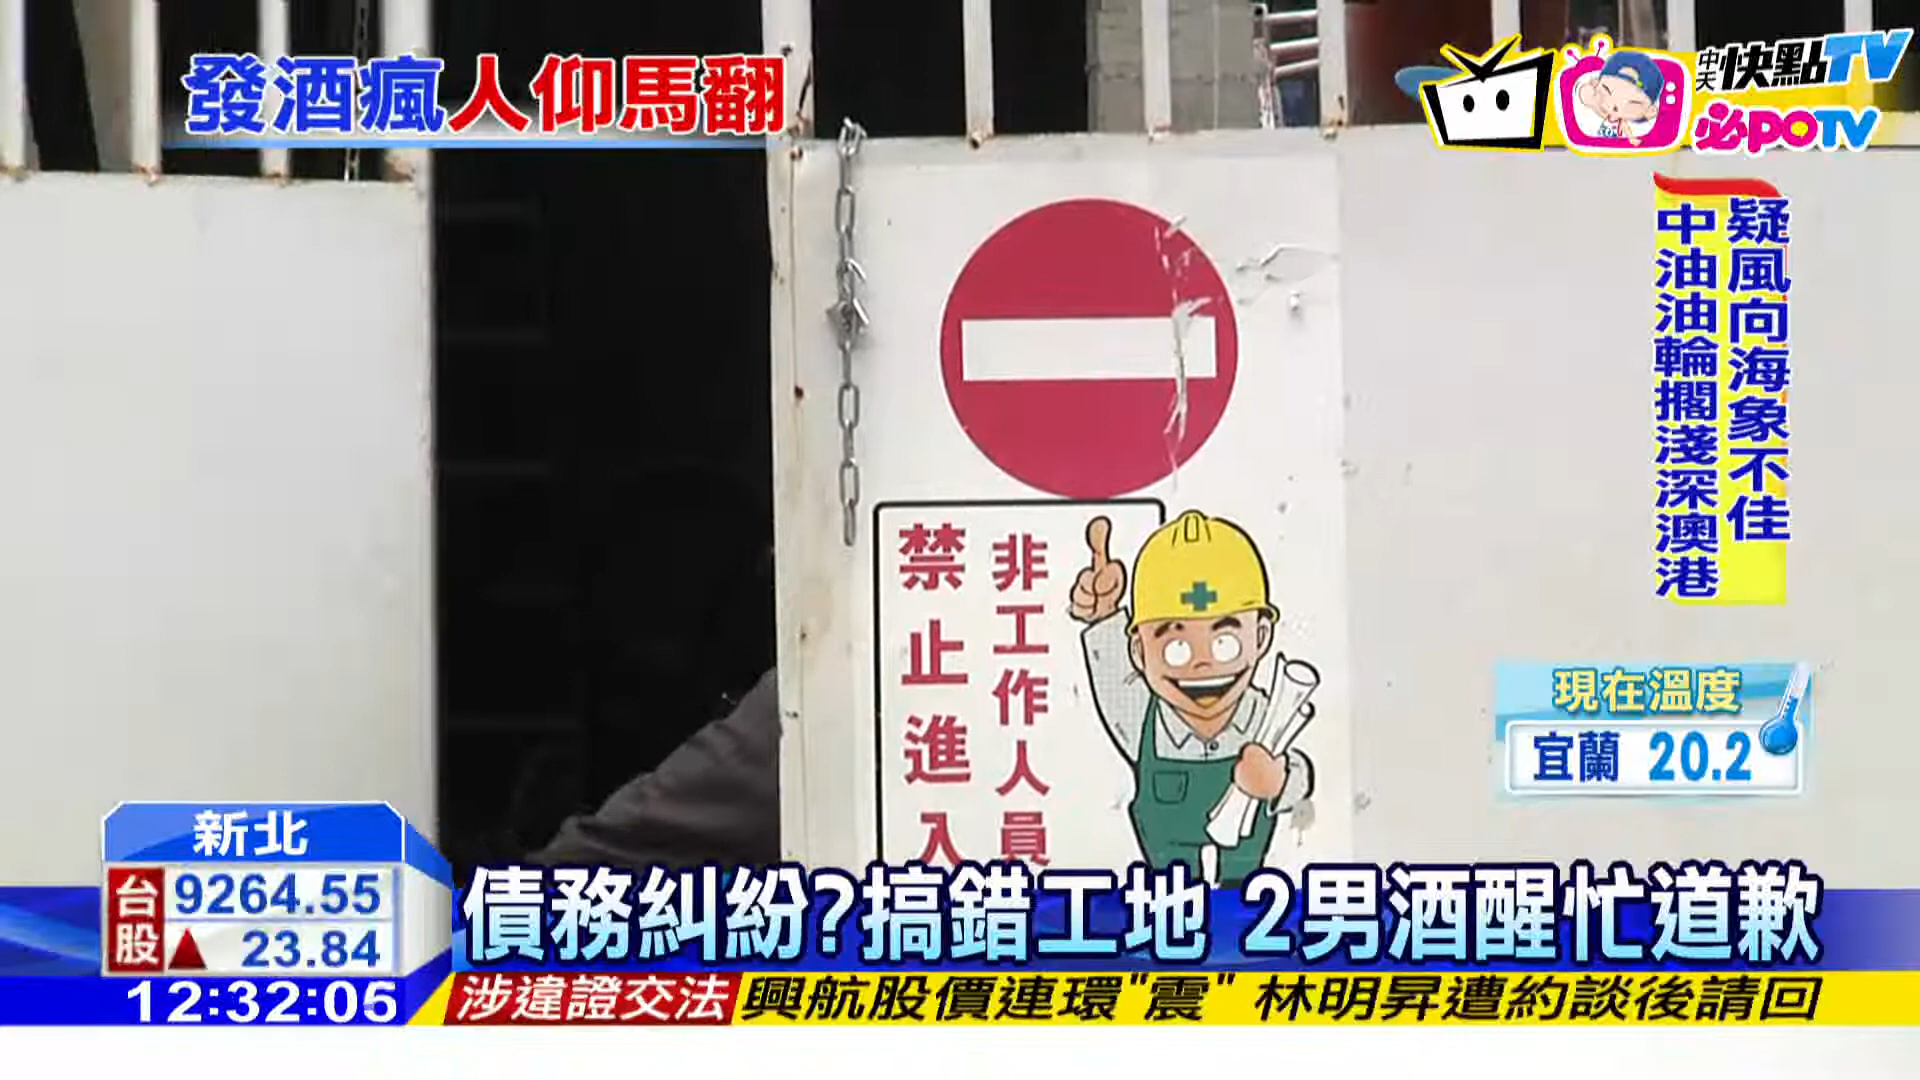 發酒瘋人仰馬翻
中天快點TV
必POTV
疑風向海象不佳
中油油輪擱淺深澳港
非工作人員
禁止進入
現在溫度
宜蘭 20.2
新北
台股 9264.55
▲ 23.84
12:32:05
債務糾紛?搞錯工地 2男酒醒忙道歉
涉違證交法 興航股價連環"震" 林明昇遭約談後請回